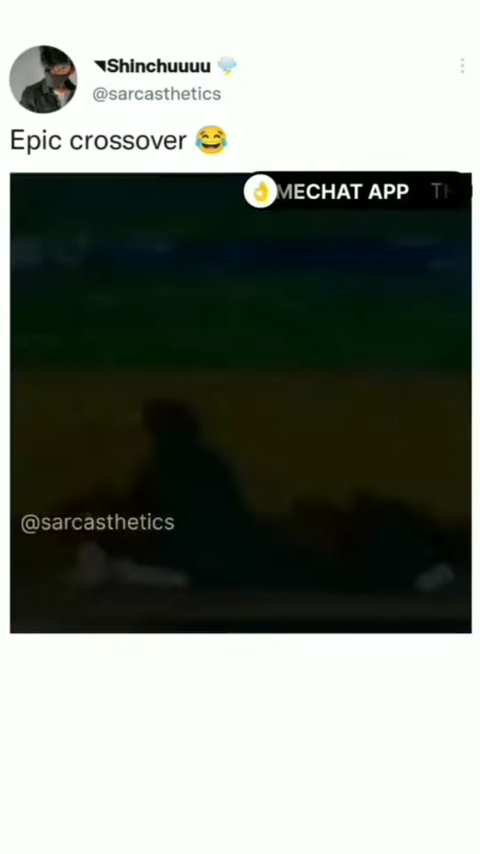 ◥Shinchuuuu 🌩️
@sarcasthetics
Epic crossover 😂
👌MECHAT APP
@sarcasthetics